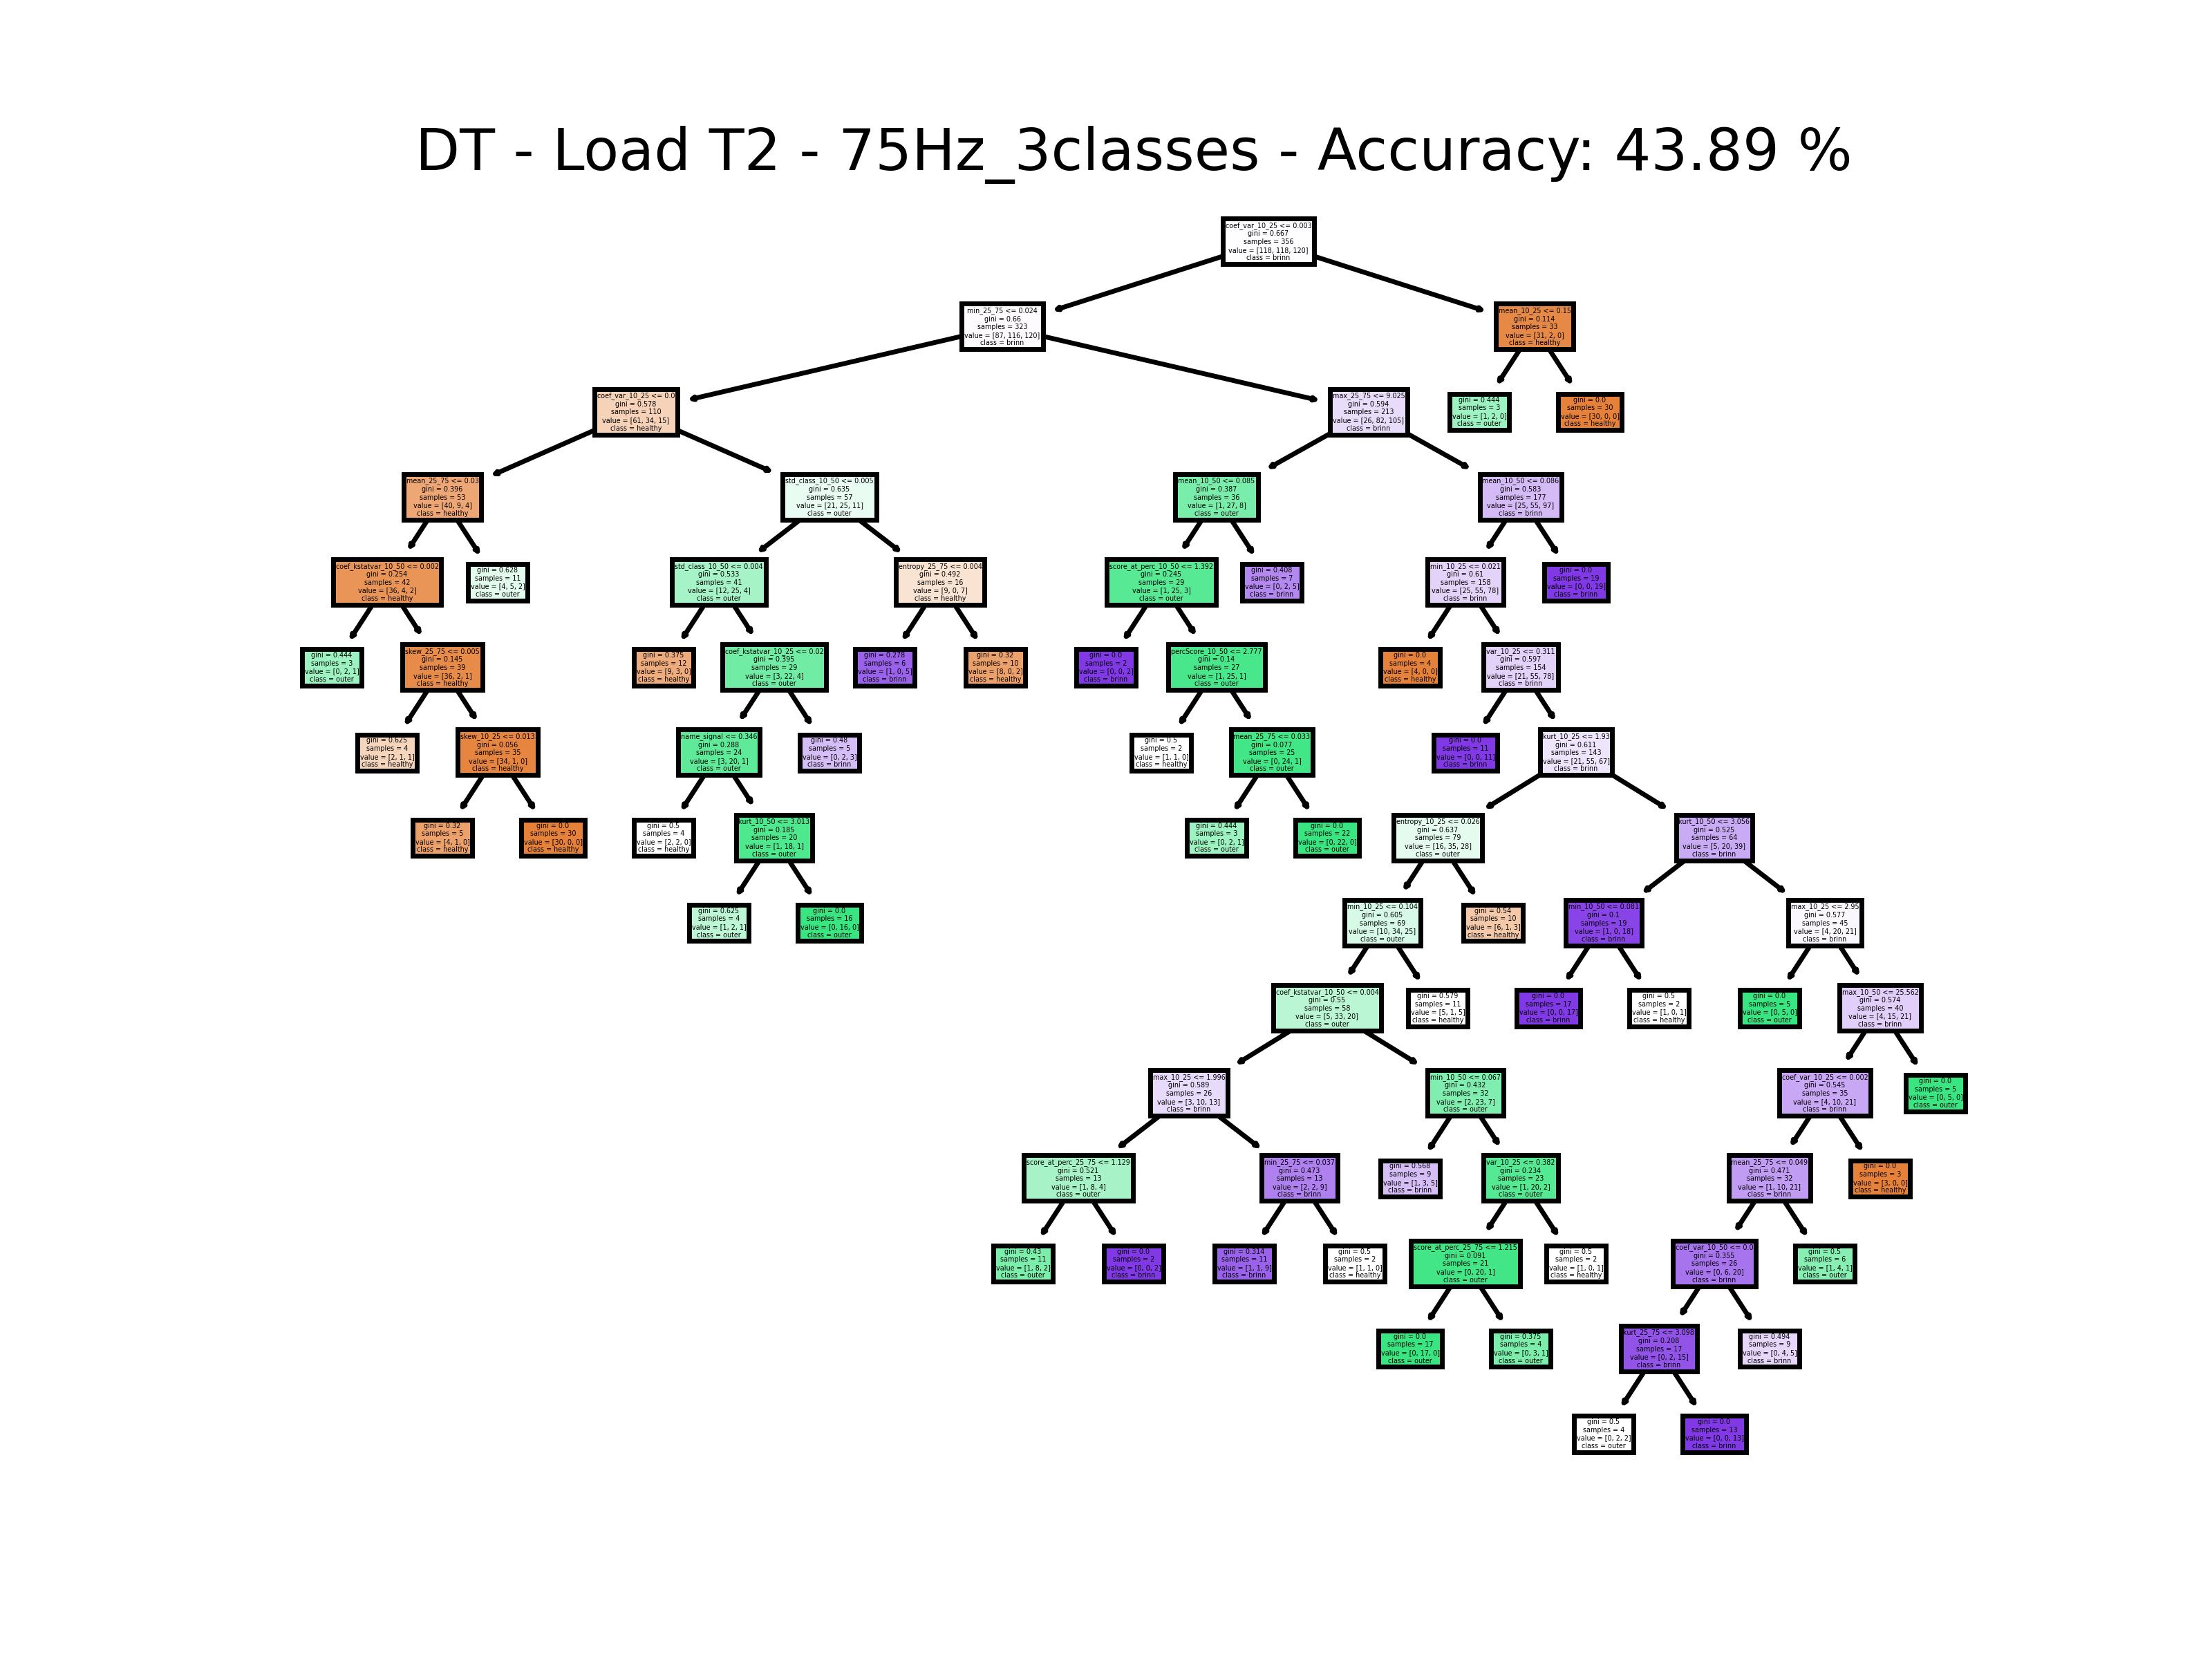 DT - Load T2 - 75Hz_3classes - Accuracy: 43.89 %
coef_var_10_25 <= 0.003
gini = 0.667
samples = 356
value = [118, 118, 120]
class = brinn
min_25_75 <= 0.024
gini = 0.66
samples = 323
value = [87, 116, 120]
class = brinn
mean_10_25 <= 0.15
gini = 0.114
samples = 33
value = [31, 2, 0]
class = healthy
coef_var_10_25 <= 0.0
gini = 0.578
samples = 110
value = [61, 34, 15]
class = healthy
max_25_75 <= 9.025
gini = 0.594
samples = 213
value = [26, 82, 105]
class = brinn
gini = 0.444
samples = 3
value = [1, 2, 0]
class = outer
gini = 0.0
samples = 30
value = [30, 0, 0]
class = healthy
mean_25_75 <= 0.03
gini = 0.396
samples = 53
value = [40, 9, 4]
class = healthy
std_class_10_50 <= 0.005
gini = 0.635
samples = 57
value = [21, 25, 11]
class = outer
mean_10_50 <= 0.085
gini = 0.387
samples = 36
value = [1, 27, 8]
class = outer
mean_10_50 <= 0.086
gini = 0.583
samples = 177
value = [25, 55, 97]
class = brinn
coef_kstatvar_10_50 <= 0.002
gini = 0.254
samples = 42
value = [36, 4, 2]
class = healthy
gini = 0.628
samples = 11
value = [4, 5, 2]
class = outer
std_class_10_50 <= 0.004
gini = 0.533
samples = 41
value = [12, 25, 4]
class = outer
entropy_25_75 <= 0.004
gini = 0.492
samples = 16
value = [9, 0, 7]
class = healthy
score_at_perc_10_50 <= 1.392
gini = 0.245
samples = 29
value = [1, 25, 3]
class = outer
gini = 0.408
samples = 7
value = [0, 2, 5]
class = brinn
min_10_25 <= 0.021
gini = 0.61
samples = 158
value = [25, 55, 78]
class = brinn
gini = 0.0
samples = 19
value = [0, 0, 19]
class = brinn
gini = 0.444
samples = 3
value = [0, 2, 1]
class = outer
skew_25_75 <= 0.005
gini = 0.145
samples = 39
value = [36, 2, 1]
class = healthy
gini = 0.375
samples = 12
value = [9, 3, 0]
class = healthy
coef_kstatvar_10_25 <= 0.02
gini = 0.395
samples = 29
value = [3, 22, 4]
class = outer
gini = 0.278
samples = 6
value = [1, 0, 5]
class = brinn
gini = 0.32
samples = 10
value = [8, 0, 2]
class = healthy
gini = 0.0
samples = 2
value = [0, 0, 2]
class = brinn
percScore_10_50 <= 2.777
gini = 0.14
samples = 27
value = [1, 25, 1]
class = outer
gini = 0.0
samples = 4
value = [4, 0, 0]
class = healthy
var_10_25 <= 0.311
gini = 0.597
samples = 154
value = [21, 55, 78]
class = brinn
gini = 0.625
samples = 4
value = [2, 1, 1]
class = healthy
skew_10_25 <= 0.013
gini = 0.056
samples = 35
value = [34, 1, 0]
class = healthy
name_signal <= 0.346
gini = 0.288
samples = 24
value = [3, 20, 1]
class = outer
gini = 0.48
samples = 5
value = [0, 2, 3]
class = brinn
gini = 0.5
samples = 2
value = [1, 1, 0]
class = healthy
mean_25_75 <= 0.033
gini = 0.077
samples = 25
value = [0, 24, 1]
class = outer
gini = 0.0
samples = 11
value = [0, 0, 11]
class = brinn
kurt_10_25 <= 1.93
gini = 0.611
samples = 143
value = [21, 55, 67]
class = brinn
gini = 0.32
samples = 5
value = [4, 1, 0]
class = healthy
gini = 0.0
samples = 30
value = [30, 0, 0]
class = healthy
gini = 0.5
samples = 4
value = [2, 2, 0]
class = healthy
kurt_10_50 <= 3.013
gini = 0.185
samples = 20
value = [1, 18, 1]
class = outer
gini = 0.444
samples = 3
value = [0, 2, 1]
class = outer
gini = 0.0
samples = 22
value = [0, 22, 0]
class = outer
entropy_10_25 <= 0.026
gini = 0.637
samples = 79
value = [16, 35, 28]
class = outer
kurt_10_50 <= 3.056
gini = 0.525
samples = 64
value = [5, 20, 39]
class = brinn
gini = 0.625
samples = 4
value = [1, 2, 1]
class = outer
gini = 0.0
samples = 16
value = [0, 16, 0]
class = outer
min_10_25 <= 0.104
gini = 0.605
samples = 69
value = [10, 34, 25]
class = outer
gini = 0.54
samples = 10
value = [6, 1, 3]
class = healthy
min_10_50 <= 0.081
gini = 0.1
samples = 19
value = [1, 0, 18]
class = brinn
max_10_25 <= 2.95
gini = 0.577
samples = 45
value = [4, 20, 21]
class = brinn
coef_kstatvar_10_50 <= 0.004
gini = 0.55
samples = 58
value = [5, 33, 20]
class = outer
gini = 0.579
samples = 11
value = [5, 1, 5]
class = healthy
gini = 0.0
samples = 17
value = [0, 0, 17]
class = brinn
gini = 0.5
samples = 2
value = [1, 0, 1]
class = healthy
gini = 0.0
samples = 5
value = [0, 5, 0]
class = outer
max_10_50 <= 25.562
gini = 0.574
samples = 40
value = [4, 15, 21]
class = brinn
max_10_25 <= 1.996
gini = 0.589
samples = 26
value = [3, 10, 13]
class = brinn
min_10_50 <= 0.067
gini = 0.432
samples = 32
value = [2, 23, 7]
class = outer
coef_var_10_25 <= 0.002
gini = 0.545
samples = 35
value = [4, 10, 21]
class = brinn
gini = 0.0
samples = 5
value = [0, 5, 0]
class = outer
score_at_perc_25_75 <= 1.129
gini = 0.521
samples = 13
value = [1, 8, 4]
class = outer
min_25_75 <= 0.037
gini = 0.473
samples = 13
value = [2, 2, 9]
class = brinn
gini = 0.568
samples = 9
value = [1, 3, 5]
class = brinn
var_10_25 <= 0.382
gini = 0.234
samples = 23
value = [1, 20, 2]
class = outer
mean_25_75 <= 0.049
gini = 0.471
samples = 32
value = [1, 10, 21]
class = brinn
gini = 0.0
samples = 3
value = [3, 0, 0]
class = healthy
gini = 0.43
samples = 11
value = [1, 8, 2]
class = outer
gini = 0.0
samples = 2
value = [0, 0, 2]
class = brinn
gini = 0.314
samples = 11
value = [1, 1, 9]
class = brinn
gini = 0.5
samples = 2
value = [1, 1, 0]
class = healthy
score_at_perc_25_75 <= 1.215
gini = 0.091
samples = 21
value = [0, 20, 1]
class = outer
gini = 0.5
samples = 2
value = [1, 0, 1]
class = healthy
coef_var_10_50 <= 0.0
gini = 0.355
samples = 26
value = [0, 6, 20]
class = brinn
gini = 0.5
samples = 6
value = [1, 4, 1]
class = outer
gini = 0.0
samples = 17
value = [0, 17, 0]
class = outer
gini = 0.375
samples = 4
value = [0, 3, 1]
class = outer
kurt_25_75 <= 3.098
gini = 0.208
samples = 17
value = [0, 2, 15]
class = brinn
gini = 0.494
samples = 9
value = [0, 4, 5]
class = brinn
gini = 0.5
samples = 4
value = [0, 2, 2]
class = outer
gini = 0.0
samples = 13
value = [0, 0, 13]
class = brinn